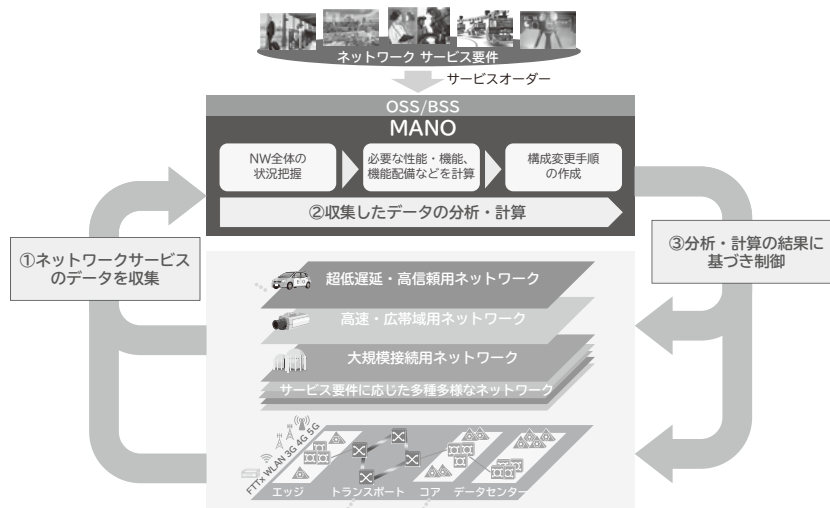 ネットワーク サービス要件
サービスオーダー
OSS/BSS
MANO
NW全体の
状況把握
必要な性能・機能、
機能配備などを計算
構成変更手順
の作成
②収集したデータの分析・計算
①ネットワークサービス
のデータを収集
③分析・計算の結果に
基づき制御
超低遅延・高信頼用ネットワーク
高速・広帯域用ネットワーク
大規模接続用ネットワーク
サービス要件に応じた多種多様なネットワーク
FTTx WLAN 3G 4G 5G
エッジ
トランスポート
コア
データセンター